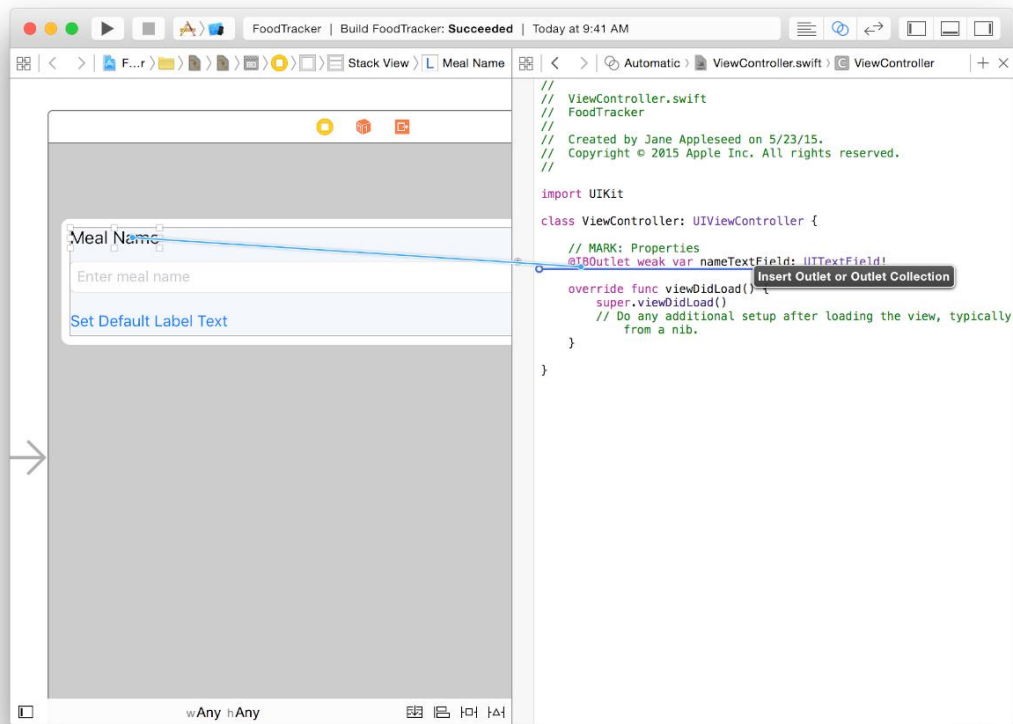 FoodTracker | Build FoodTracker: Succeeded | Today at 9:41 AM
F...r Stack View L Meal Name
Automatic ViewController.swift C ViewController
Meal Name
Enter meal name
Set Default Label Text
wAny hAny
//
// ViewController.swift
// FoodTracker
//
// Created by Jane Appleseed on 5/23/15.
// Copyright © 2015 Apple Inc. All rights reserved.
//
import UIKit
class ViewController: UIViewController {
// MARK: Properties
@IBOutlet weak var nameTextField: UITextField!
Insert Outlet or Outlet Collection
override func viewDidLoad() {
super.viewDidLoad()
// Do any additional setup after loading the view, typically
from a nib.
}
}